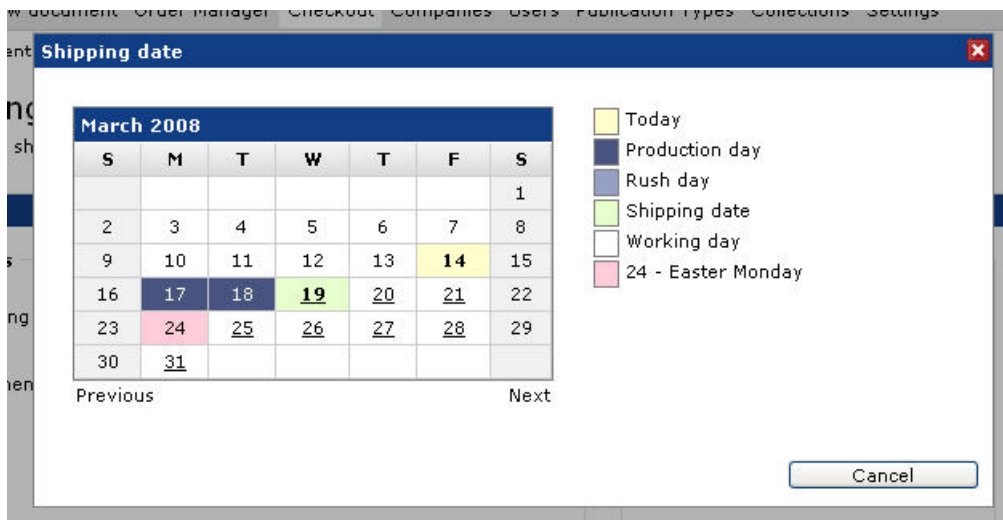 document Order Manager Checkout Companies Users Publication Types Collections Settings
Shipping date
March 2008
S M T W T F S
1
2 3 4 5 6 7 8
9 10 11 12 13 14 15
16 17 18 19 20 21 22
23 24 25 26 27 28 29
30 31
Previous Next
Today
Production day
Rush day
Shipping date
Working day
24 - Easter Monday
Cancel